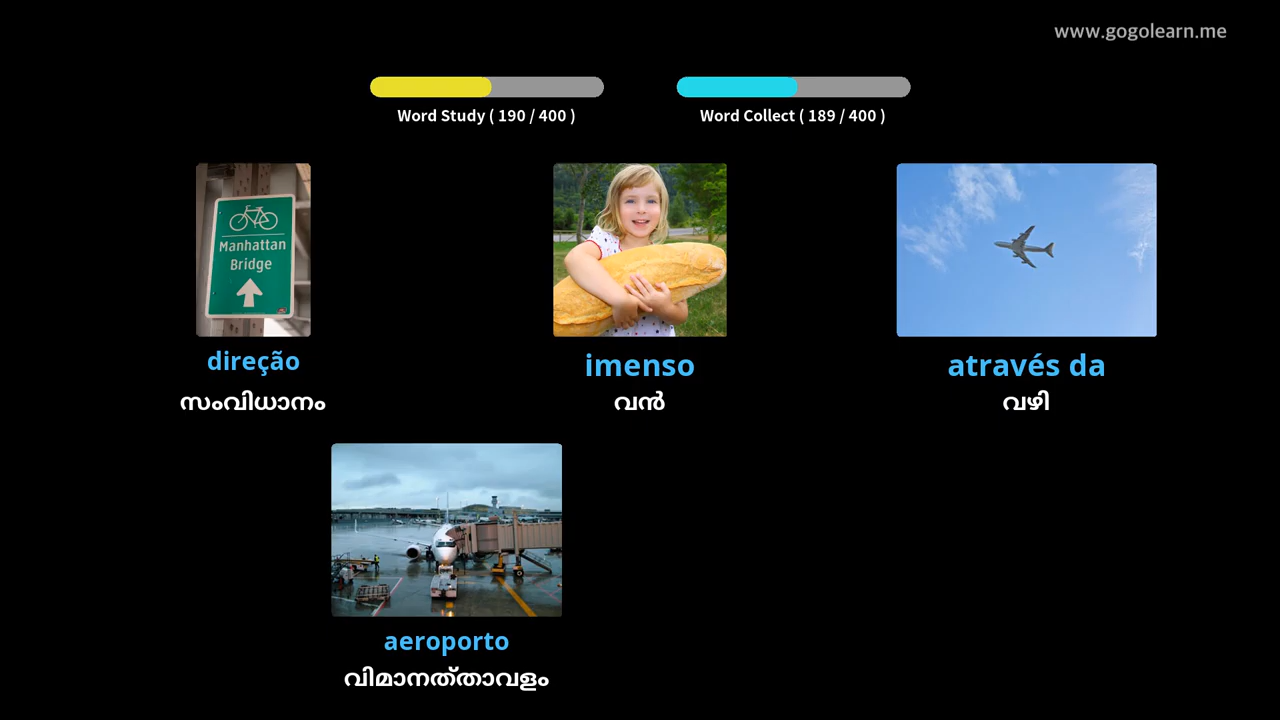 www.gogolearn.me
Word Study ( 190 / 400 )
Word Collect ( 189 / 400 )
Manhattan
Bridge
direção
imenso
através da
സംവിധാനം
വൻ
വഴി
aeroporto
വിമാനത്താവളം